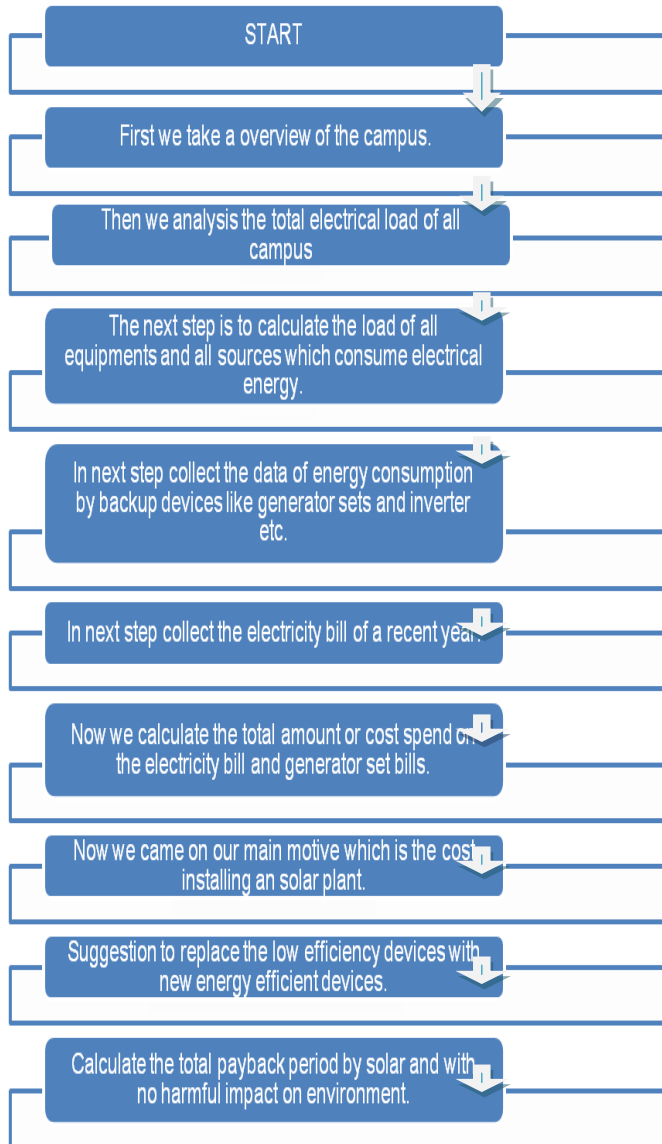 START
First we take a overview of the campus.
Then we analysis the total electrical load of all
campus
The next step is to calculate the load of all
equipments and all sources which consume electrical
energy.
In next step collect the data of energy consumption
by backup devices like generator sets and inverter
etc.
In next step collect the electricity bill of a recent year.
Now we calculate the total amount or cost spend on
the electricity bill and generator set bills.
Now we came on our main motive which is the cost
installing an solar plant.
Suggestion to replace the low efficiency devices with
new energy efficient devices.
Calculate the total payback period by solar and with
no harmful impact on environment.